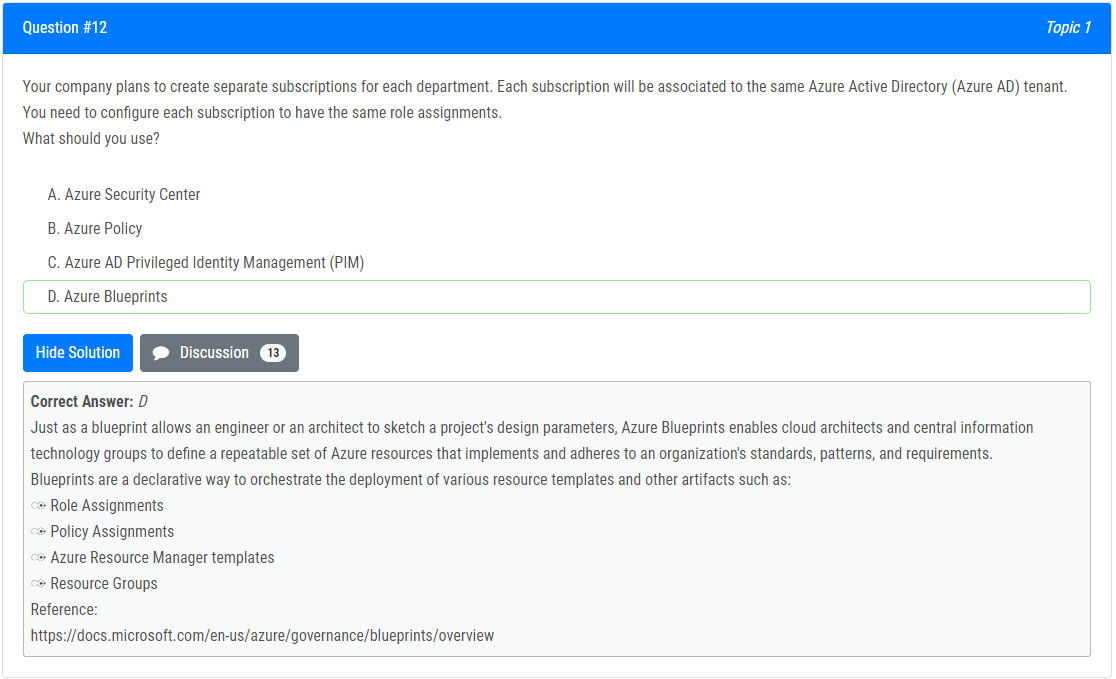 Question #12
Topic 1
Your company plans to create separate subscriptions for each department. Each subscription will be associated to the same Azure Active Directory (Azure AD) tenant.
You need to configure each subscription to have the same role assignments.
What should you use?
A. Azure Security Center
B. Azure Policy
C. Azure AD Privileged Identity Management (PIM)
D. Azure Blueprints
Hide Solution
Discussion 13
Correct Answer: D
Just as a blueprint allows an engineer or an architect to sketch a project's design parameters, Azure Blueprints enables cloud architects and central information
technology groups to define a repeatable set of Azure resources that implements and adheres to an organization's standards, patterns, and requirements.
Blueprints are a declarative way to orchestrate the deployment of various resource templates and other artifacts such as:
Role Assignments
Policy Assignments
Azure Resource Manager templates
Resource Groups
Reference:
https://docs.microsoft.com/en-us/azure/governance/blueprints/overview